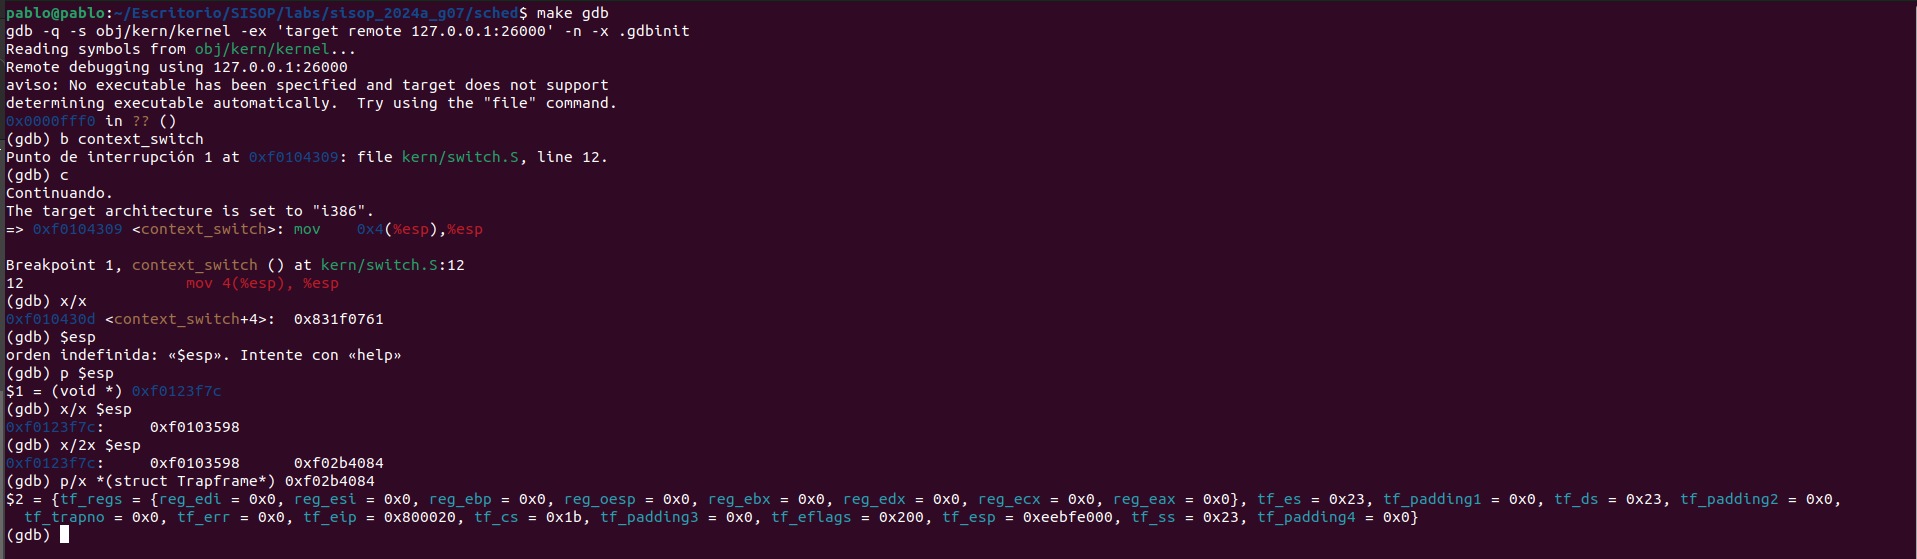 pablo@pablo:~/Escritorio/SISOP/labs/sisop_2024a_g07/sched$ make gdb
gdb -q -s obj/kern/kernel -ex 'target remote 127.0.0.1:26000' -n -x .gdbinit
Reading symbols from obj/kern/kernel...
Remote debugging using 127.0.0.1:26000
aviso: No executable has been specified and target does not support
determining executable automatically.  Try using the "file" command.
0x0000fff0 in ?? ()
(gdb) b context_switch
Punto de interrupción 1 at 0xf0104309: file kern/switch.S, line 12.
(gdb) c
Continuando.
The target architecture is set to "i386".
=> 0xf0104309 <context_switch>: mov    0x4(%esp),%esp
Breakpoint 1, context_switch () at kern/switch.S:12
12                  mov 4(%esp), %esp
(gdb) x/x
0xf010430d <context_switch+4>:  0x831f0761
(gdb) $esp
orden indefinida: «$esp». Intente con «help»
(gdb) p $esp
$1 = (void *) 0xf0123f7c
(gdb) x/x $esp
0xf0123f7c:     0xf0103598
(gdb) x/2x $esp
0xf0123f7c:     0xf0103598      0xf02b4084
(gdb) p/x *(struct Trapframe*) 0xf02b4084
$2 = {tf_regs = {reg_edi = 0x0, reg_esi = 0x0, reg_ebp = 0x0, reg_oesp = 0x0, reg_ebx = 0x0, reg_edx = 0x0, reg_ecx = 0x0, reg_eax = 0x0}, tf_es = 0x23, tf_padding1 = 0x0, tf_ds = 0x23, tf_padding2 = 0x0,
  tf_trapno = 0x0, tf_err = 0x0, tf_eip = 0x800020, tf_cs = 0x1b, tf_padding3 = 0x0, tf_eflags = 0x200, tf_esp = 0xeebfe000, tf_ss = 0x23, tf_padding4 = 0x0}
(gdb)